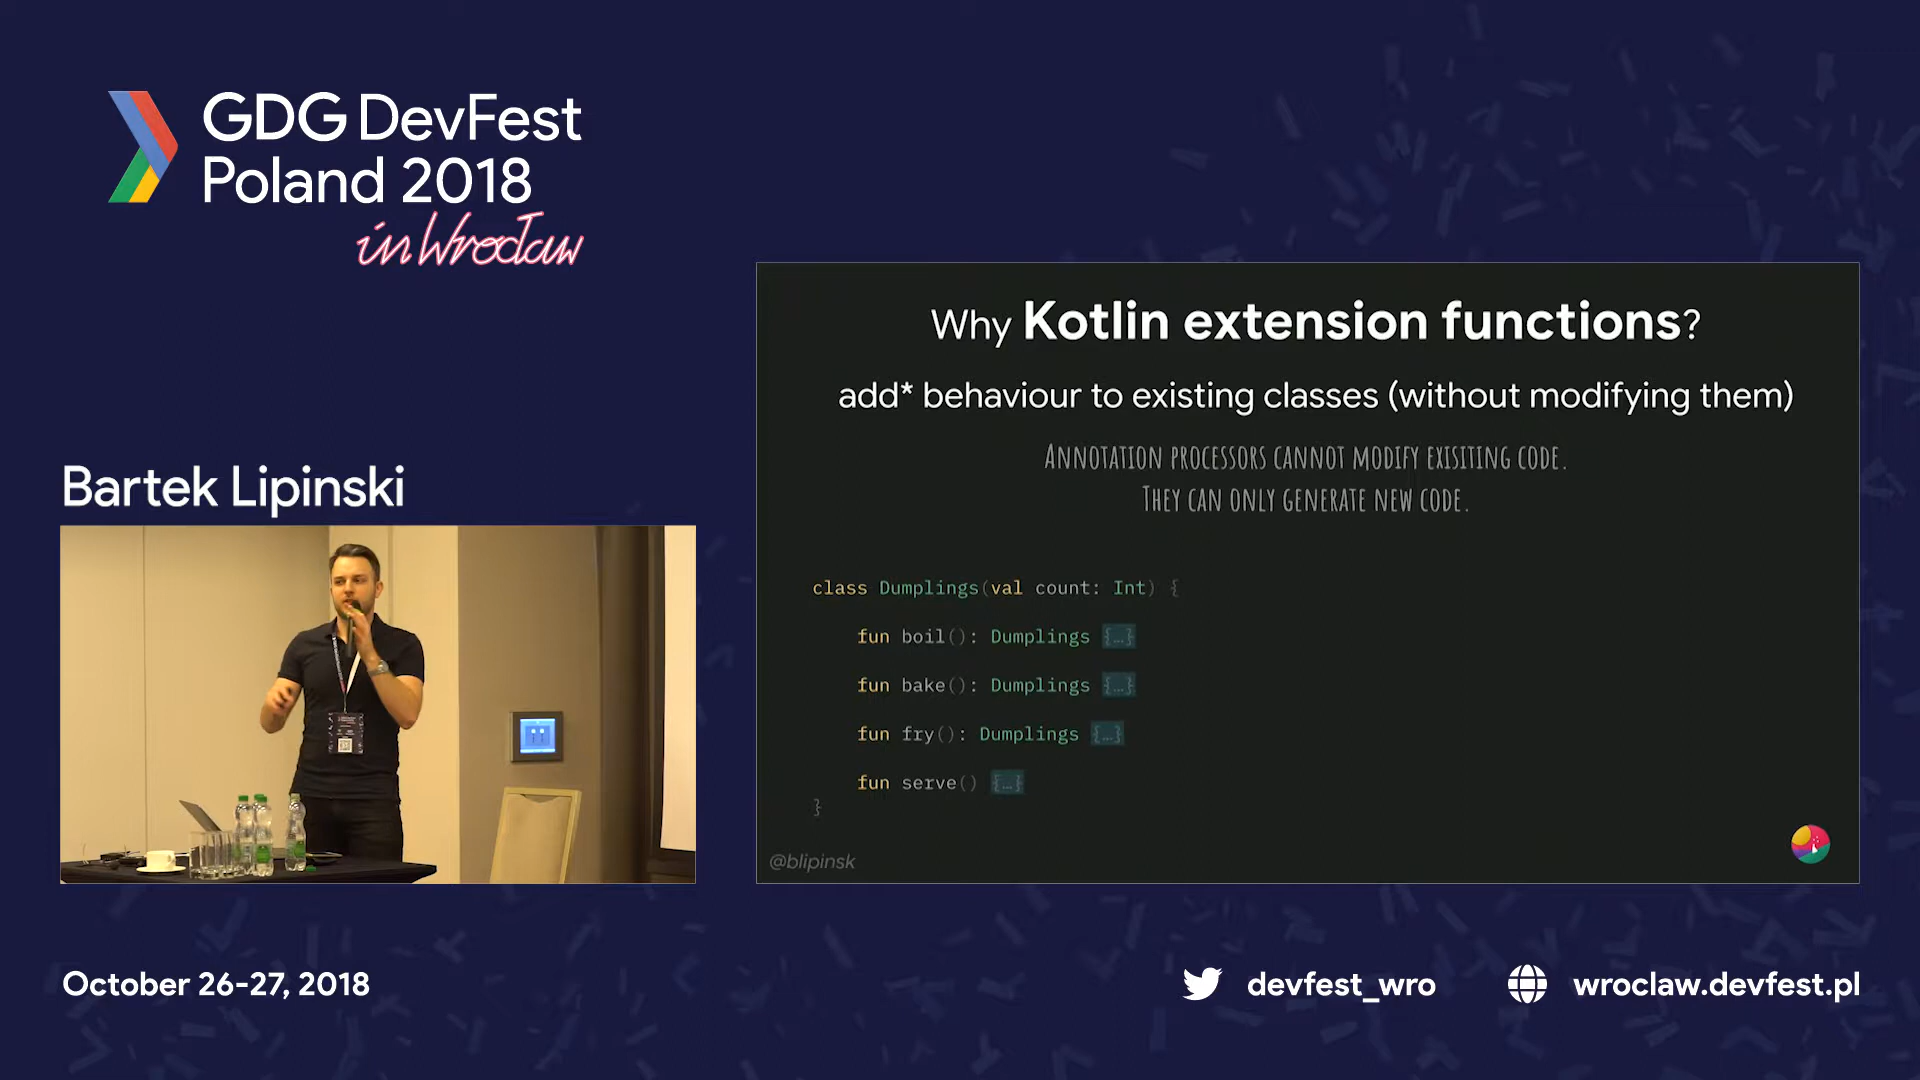 GDG DevFest
Poland 2018
in Wrocław
Bartek Lipinski
Why Kotlin extension functions?
add* behaviour to existing classes (without modifying them)
Annotation processors cannot modify exisiting code.
They can only generate new code.
class Dumplings(val count: Int) {
fun boil(): Dumplings {...}
fun bake(): Dumplings {...}
fun fry(): Dumplings {...}
fun serve() {...}
}
@blipinsk
October 26-27, 2018
devfest_wro
wroclaw.devfest.pl